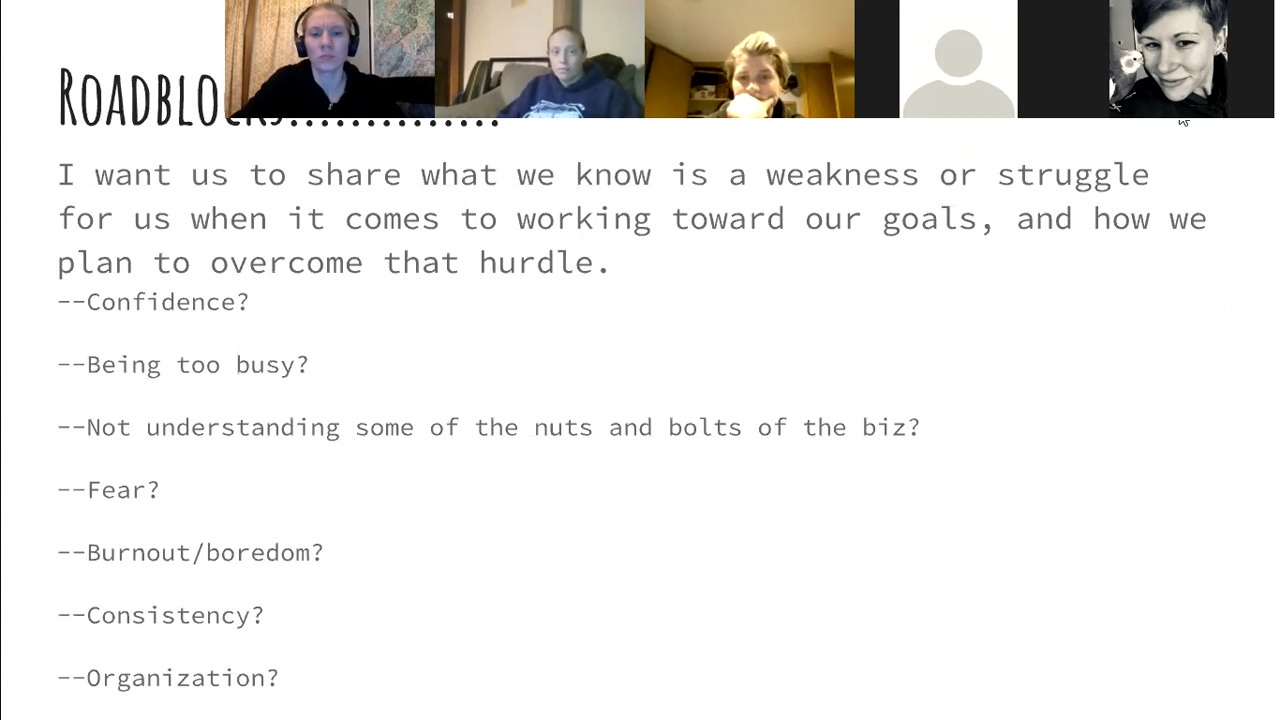 ROADBLOCKS..............
I want us to share what we know is a weakness or struggle
for us when it comes to working toward our goals, and how we
plan to overcome that hurdle.
--Confidence?
--Being too busy?
--Not understanding some of the nuts and bolts of the biz?
--Fear?
--Burnout/boredom?
--Consistency?
--Organization?